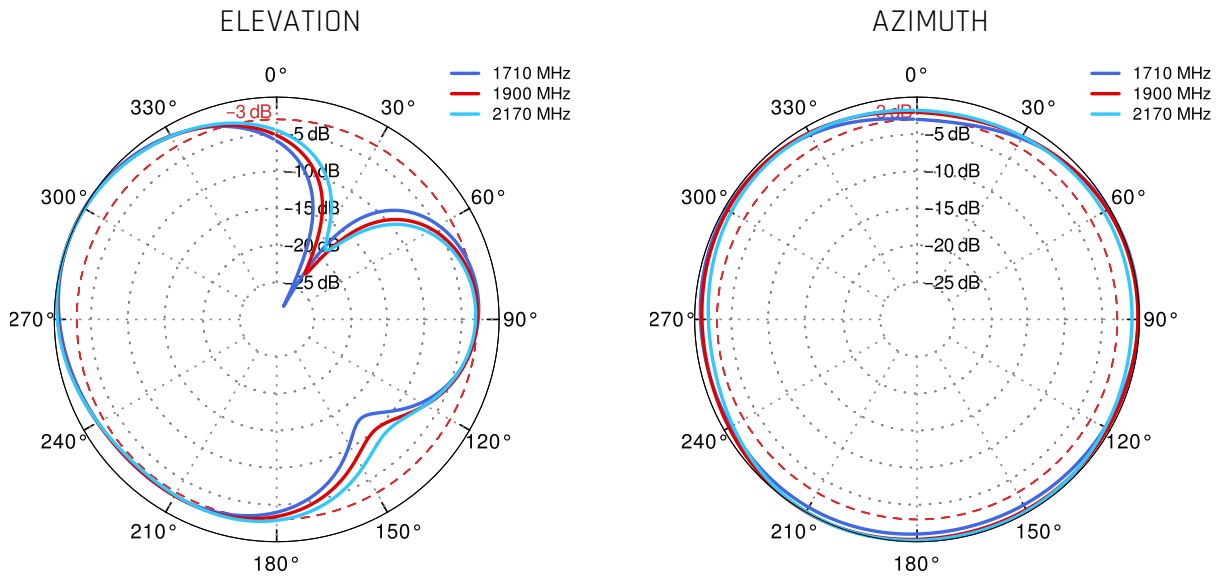 ELEVATION
0°
30°
60°
90°
120°
150°
180°
210°
240°
270°
300°
330°
−3 dB
−5 dB
−10 dB
−15 dB
−20 dB
−25 dB
1710 MHz
1900 MHz
2170 MHz
AZIMUTH
0°
30°
60°
90°
120°
150°
180°
210°
240°
270°
300°
330°
−3 dB
−5 dB
−10 dB
−15 dB
−20 dB
−25 dB
1710 MHz
1900 MHz
2170 MHz